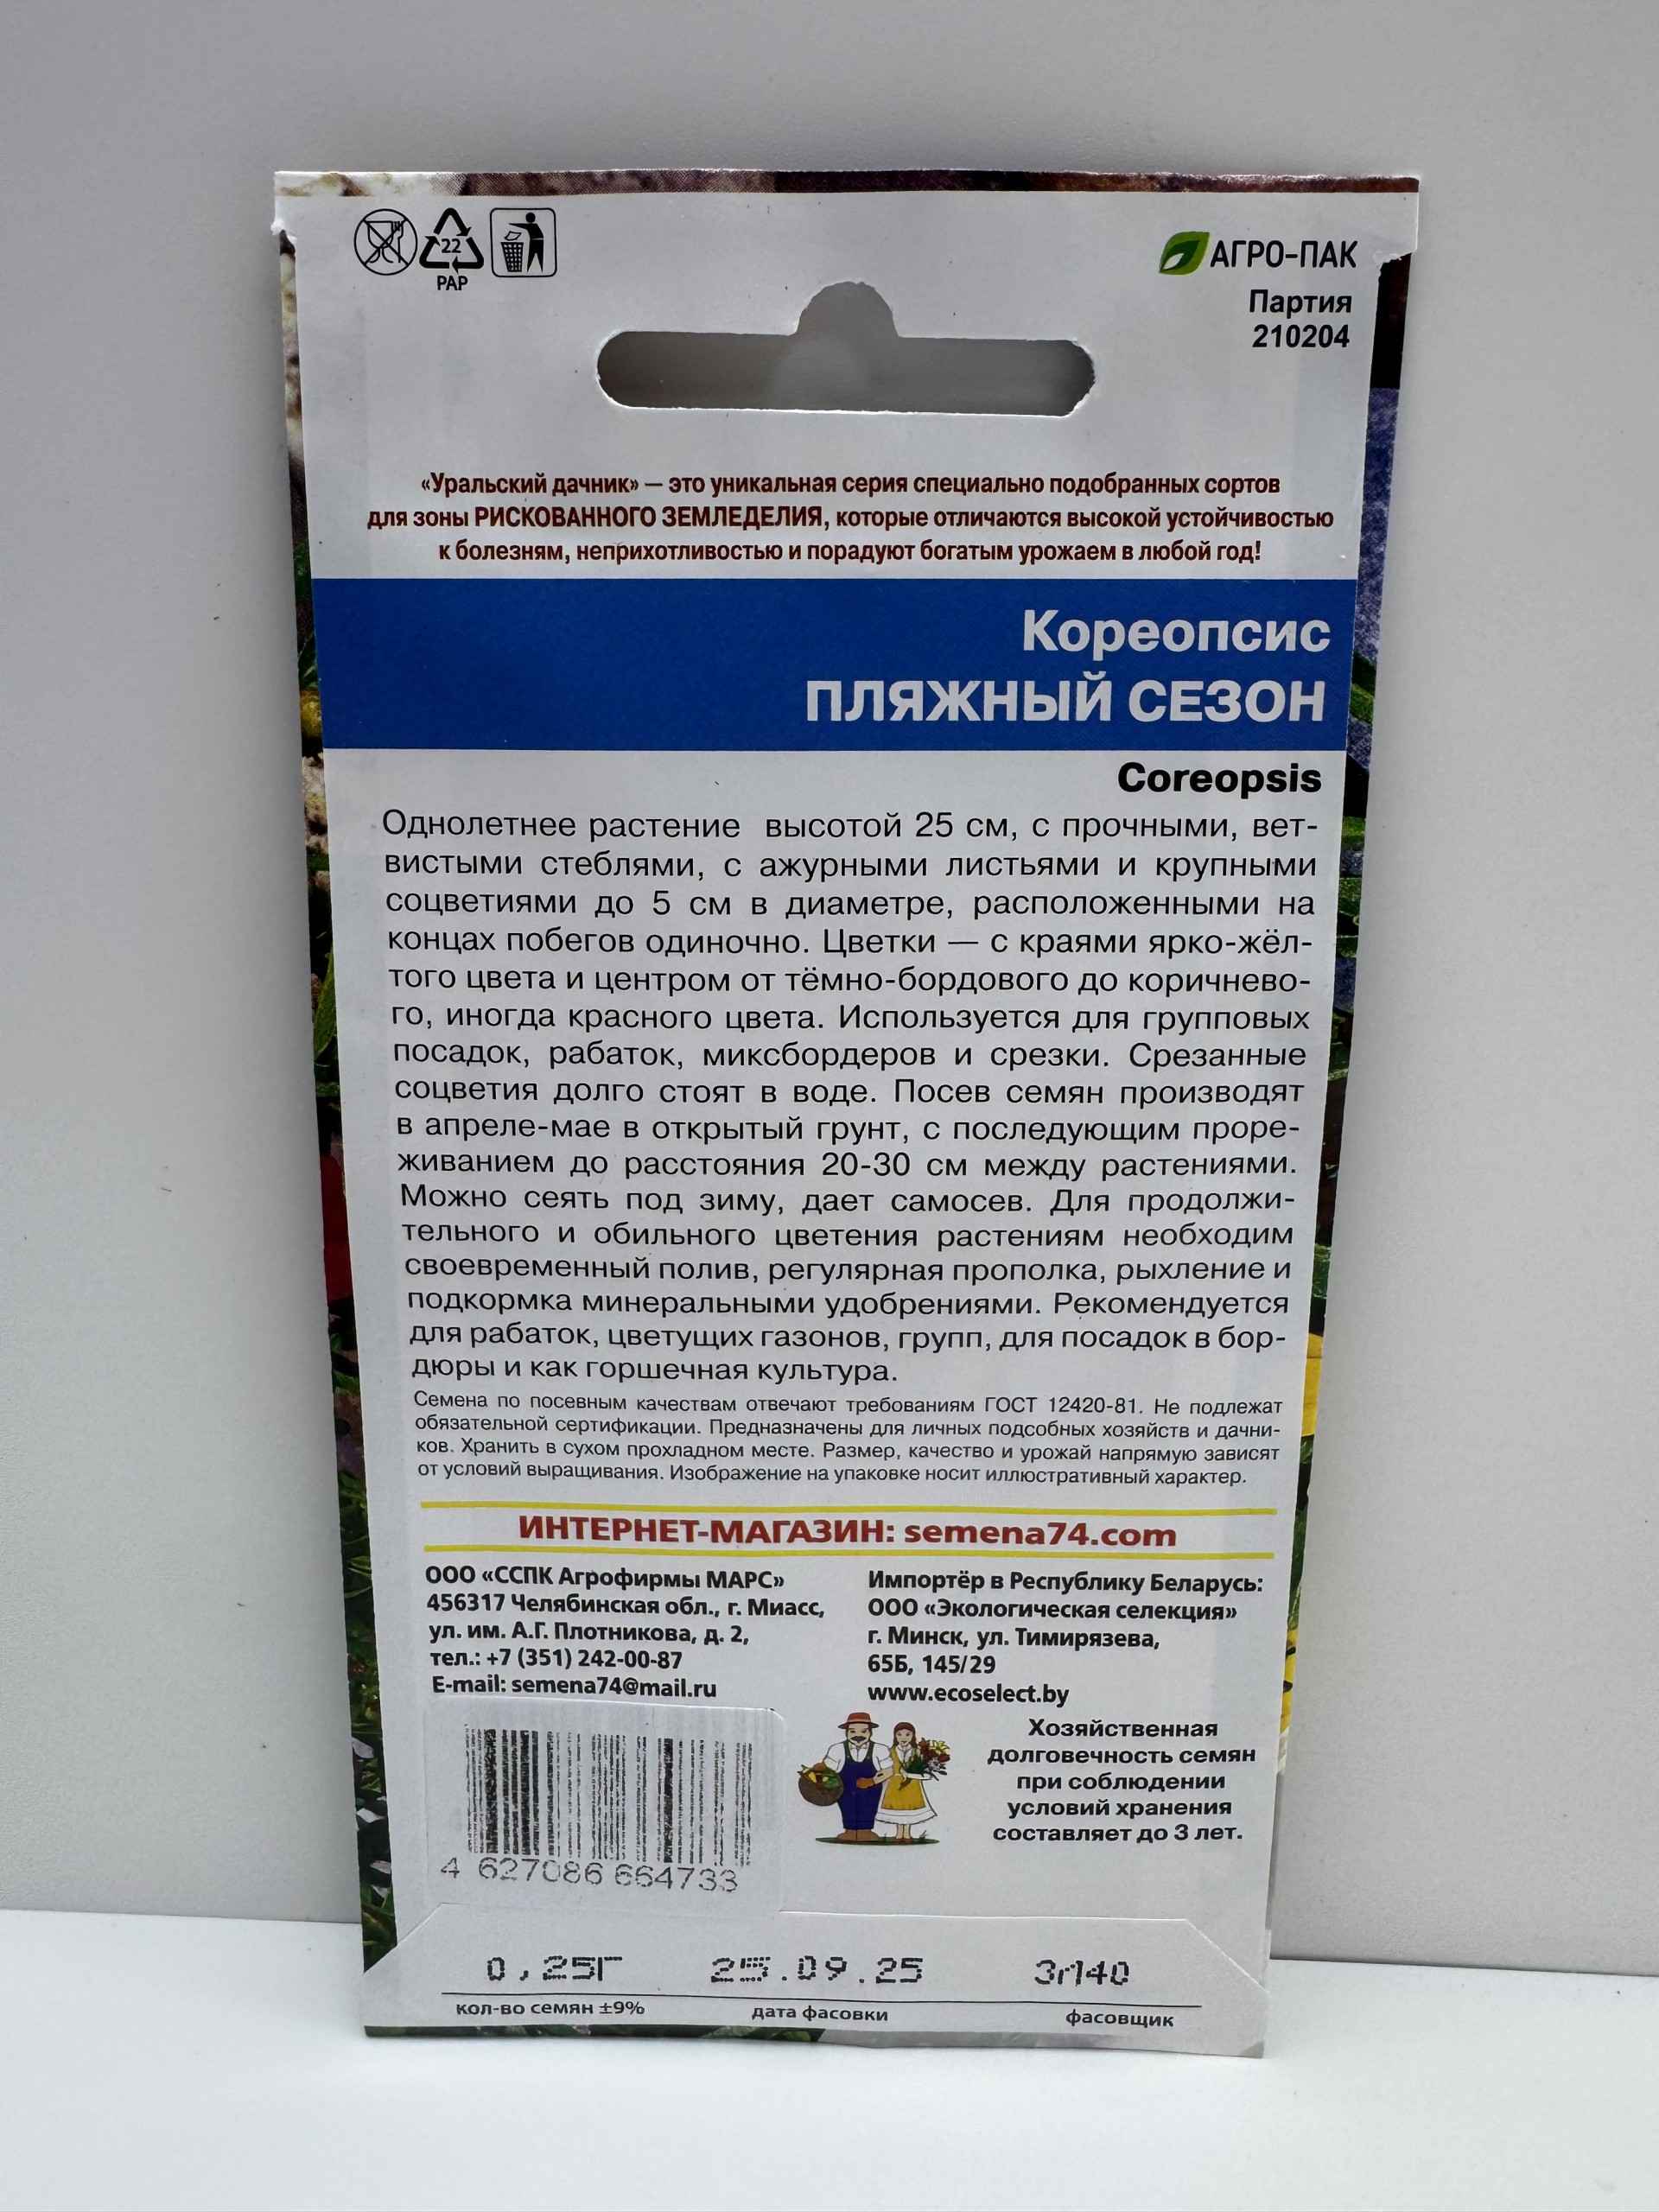 22
PAP
АГРО-ПАК
Партия
210204
«Уральский дачник» — это уникальная серия специально подобранных сортов
для зоны РИСКОВАННОГО ЗЕМЛЕДЕЛИЯ, которые отличаются высокой устойчивостью
к болезням, неприхотливостью и порадуют богатым урожаем в любой год!
Кореопсис
ПЛЯЖНЫЙ СЕЗОН
Coreopsis
Однолетнее растение высотой 25 см, с прочными, вет-
вистыми стеблями, с ажурными листьями и крупными
соцветиями до 5 см в диаметре, расположенными на
концах побегов одиночно. Цветки — с краями ярко-жёл-
того цвета и центром от тёмно-бордового до коричнево-
го, иногда красного цвета. Используется для групповых
посадок, рабаток, миксбордеров и срезки. Срезанные
соцветия долго стоят в воде. Посев семян производят
в апреле-мае в открытый грунт, с последующим проре-
живанием до расстояния 20-30 см между растениями.
Можно сеять под зиму, дает самосев. Для продолжи-
тельного и обильного цветения растениям необходим
своевременный полив, регулярная прополка, рыхление и
подкормка минеральными удобрениями. Рекомендуется
для рабаток, цветущих газонов, групп, для посадок в бор-
дюры и как горшечная культура.
Семена по посевным качествам отвечают требованиям ГОСТ 12420-81. Не подлежат
обязательной сертификации. Предназначены для личных подсобных хозяйств и дачни-
ков. Хранить в сухом прохладном месте. Размер, качество и урожай напрямую зависят
от условий выращивания. Изображение на упаковке носит иллюстративный характер.
ИНТЕРНЕТ-МАГАЗИН: semena74.com
ООО «ССПК Агрофирмы МАРС»
456317 Челябинская обл., г. Миасс,
ул. им. А.Г. Плотникова, д. 2,
тел.: +7 (351) 242-00-87
E-mail: semena74@mail.ru
Импортёр в Республику Беларусь:
ООО «Экологическая селекция»
г. Минск, ул. Тимирязева,
65Б, 145/29
www.ecoselect.by
Хозяйственная
долговечность семян
при соблюдении
условий хранения
составляет до 3 лет.
4 627086 664733
0,25Г 25.09.25 3г140
кол-во семян ±9% дата фасовки фасовщик